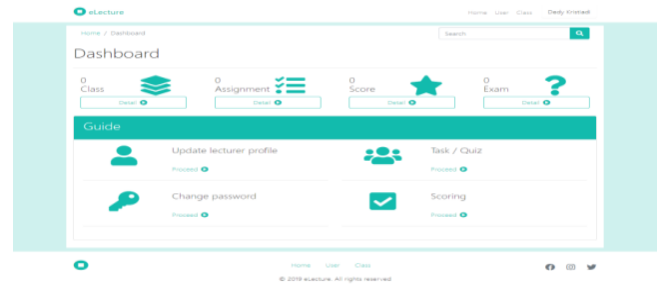 eLecture
Home User Class Dedy Kristadi
Home / Dashboard
Search
Dashboard
0 0 0 0
Class Assignment Score Exam
Detail Detail Detail Detail
Guide
Update lecturer profile Task / Quiz
Proceed Proceed
Change password Scoring
Proceed Proceed
Home User Class
© 2019 eLecture. All rights reserved